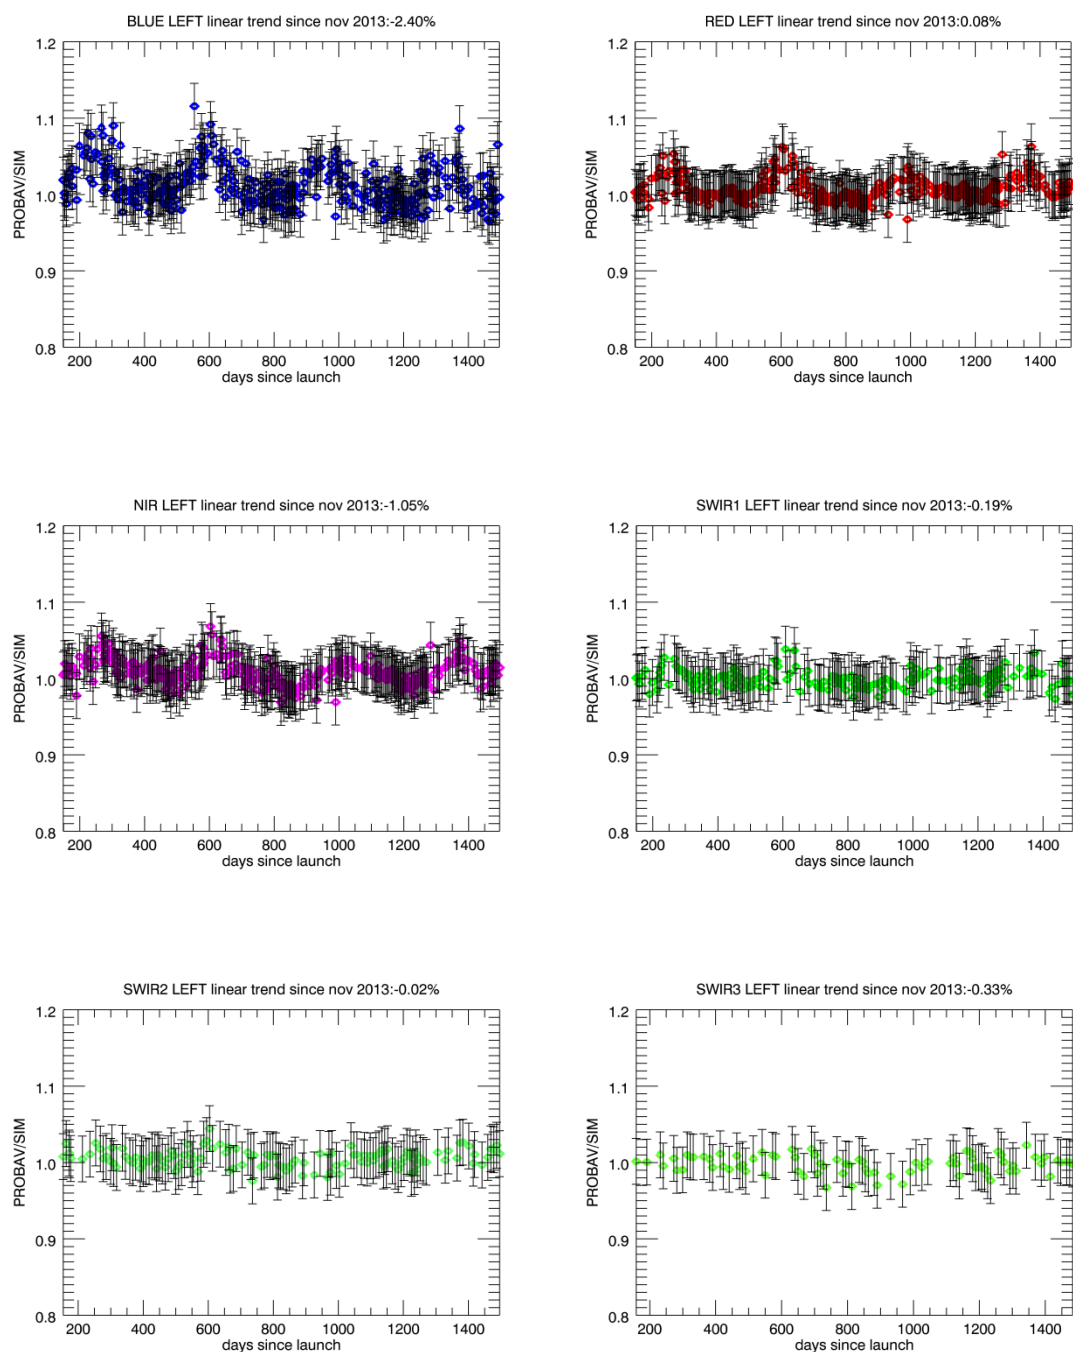 BLUE LEFT linear trend since nov 2013:-2.40%
1.2
1.1
1.0
0.9
0.8
PROBAV/SIM
200 400 600 800 1000 1200 1400
days since launch
RED LEFT linear trend since nov 2013:0.08%
1.2
1.1
1.0
0.9
0.8
PROBAV/SIM
200 400 600 800 1000 1200 1400
days since launch
NIR LEFT linear trend since nov 2013:-1.05%
1.2
1.1
1.0
0.9
0.8
PROBAV/SIM
200 400 600 800 1000 1200 1400
days since launch
SWIR1 LEFT linear trend since nov 2013:-0.19%
1.2
1.1
1.0
0.9
0.8
PROBAV/SIM
200 400 600 800 1000 1200 1400
days since launch
SWIR2 LEFT linear trend since nov 2013:-0.02%
1.2
1.1
1.0
0.9
0.8
PROBAV/SIM
200 400 600 800 1000 1200 1400
days since launch
SWIR3 LEFT linear trend since nov 2013:-0.33%
1.2
1.1
1.0
0.9
0.8
PROBAV/SIM
200 400 600 800 1000 1200 1400
days since launch